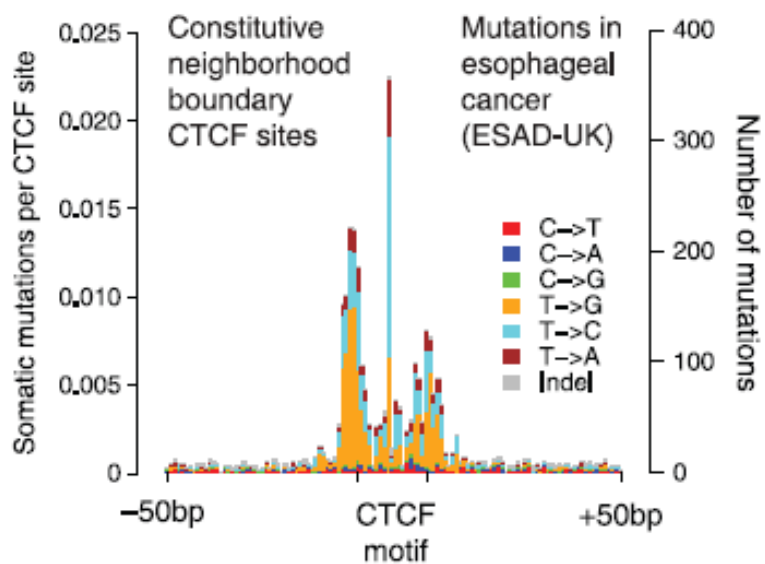 Somatic mutations per CTCF site
0.025
0.020
0.015
0.010
0.005
0
Constitutive
neighborhood
boundary
CTCF sites
Mutations in
esophageal
cancer
(ESAD-UK)
C–>T
C–>A
C–>G
T–>G
T–>C
T–>A
Indel
400
300
200
100
0
Number of mutations
–50bp
CTCF
motif
+50bp